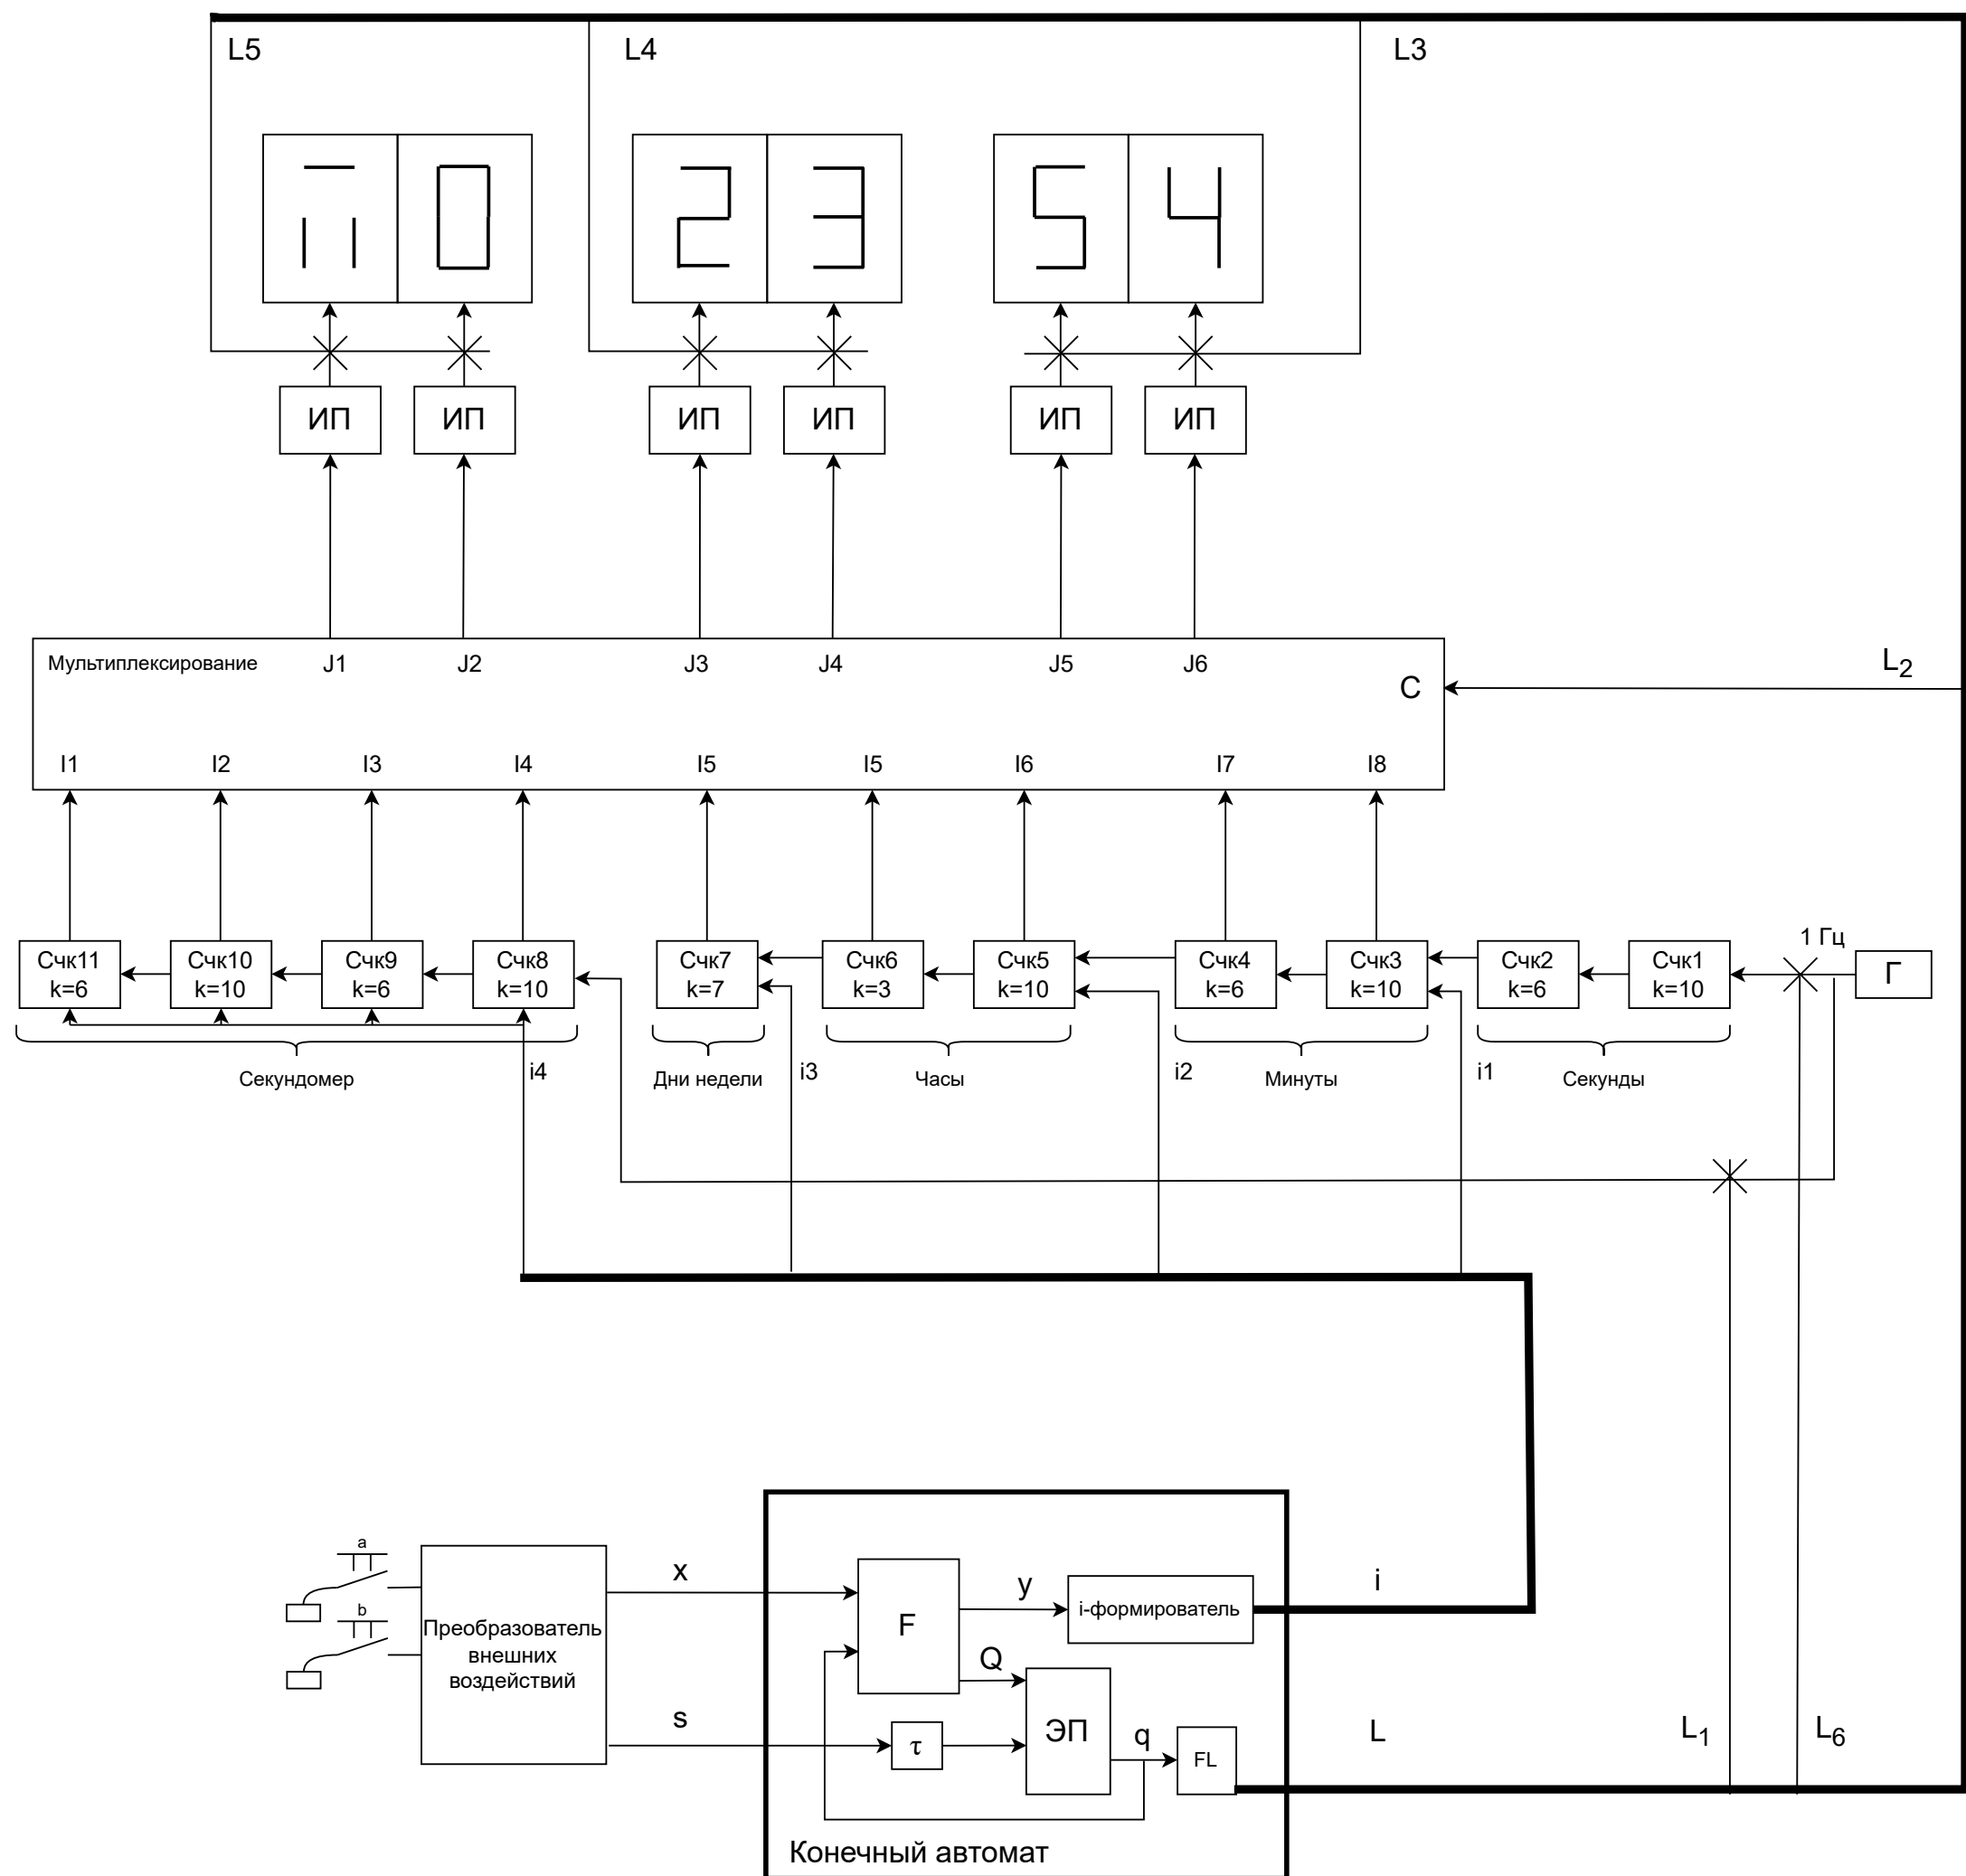 L5
L4
L3
0
23
54
ИП
ИП
ИП
ИП
ИП
ИП
Мультиплексирование
J1
J2
J3
J4
J5
J6
C
L2
I1
I2
I3
I4
I5
I5
I6
I7
I8
1 Гц
Счк11
k=6
Счк10
k=10
Счк9
k=6
Счк8
k=10
Счк7
k=7
Счк6
k=3
Счк5
k=10
Счк4
k=6
Счк3
k=10
Счк2
k=6
Счк1
k=10
Г
Секундомер
i4
Дни недели
i3
Часы
i2
Минуты
i1
Секунды
a
b
Преобразователь
внешних
воздействий
x
s
F
y
i-формирователь
i
Q
τ
ЭП
q
FL
L
L1
L6
Конечный автомат